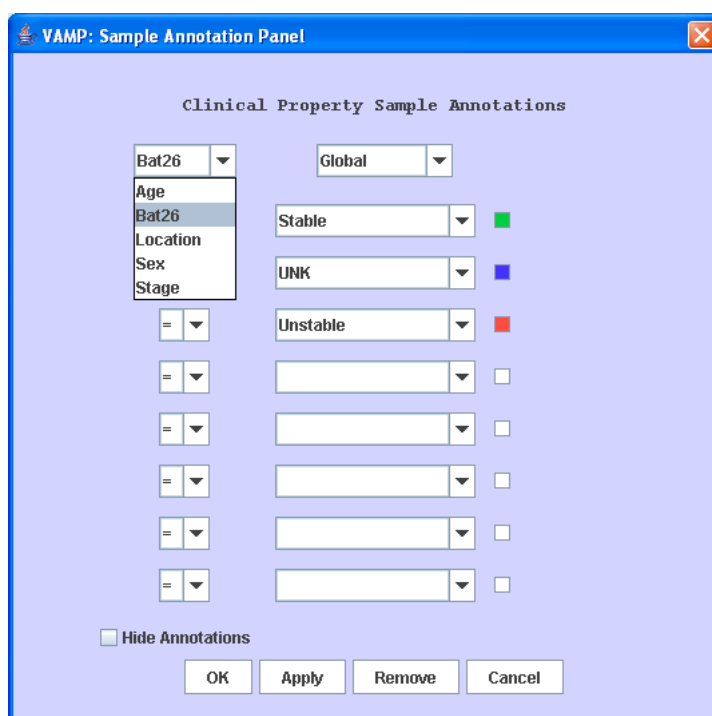 VAMP: Sample Annotation Panel
Clinical Property Sample Annotations
Bat26 Global
Age
Bat26 Stable
Location
Sex UNK
Stage
= Unstable
=
=
=
=
=
Hide Annotations
OK Apply Remove Cancel